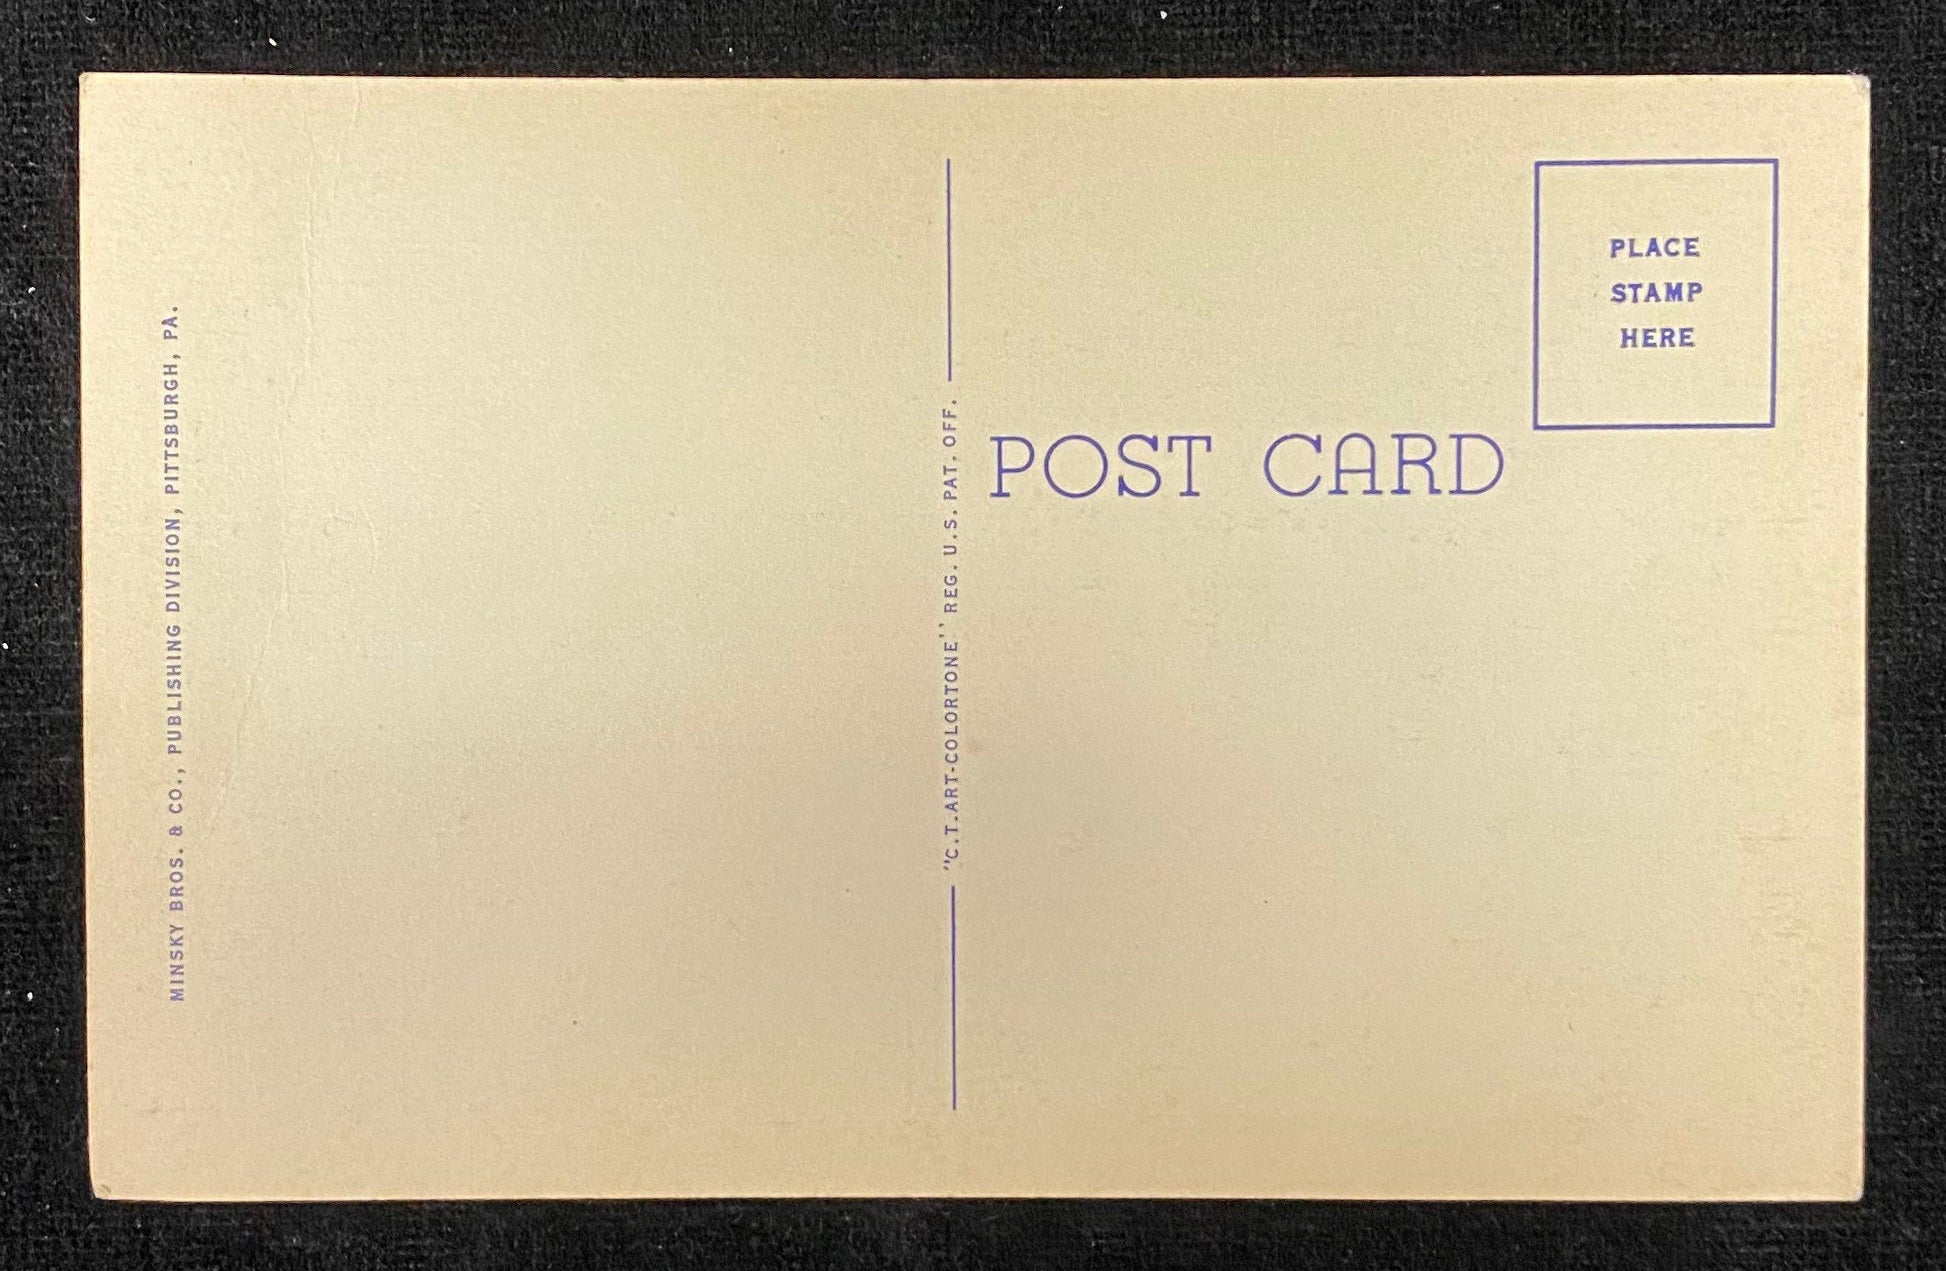 MINSKY BROS. & CO., PUBLISHING DIVISION, PITTSBURGH, PA.
"C.T. ART-COLORTONE" REG. U.S. PAT. OFF.
POST CARD
PLACE
STAMP
HERE